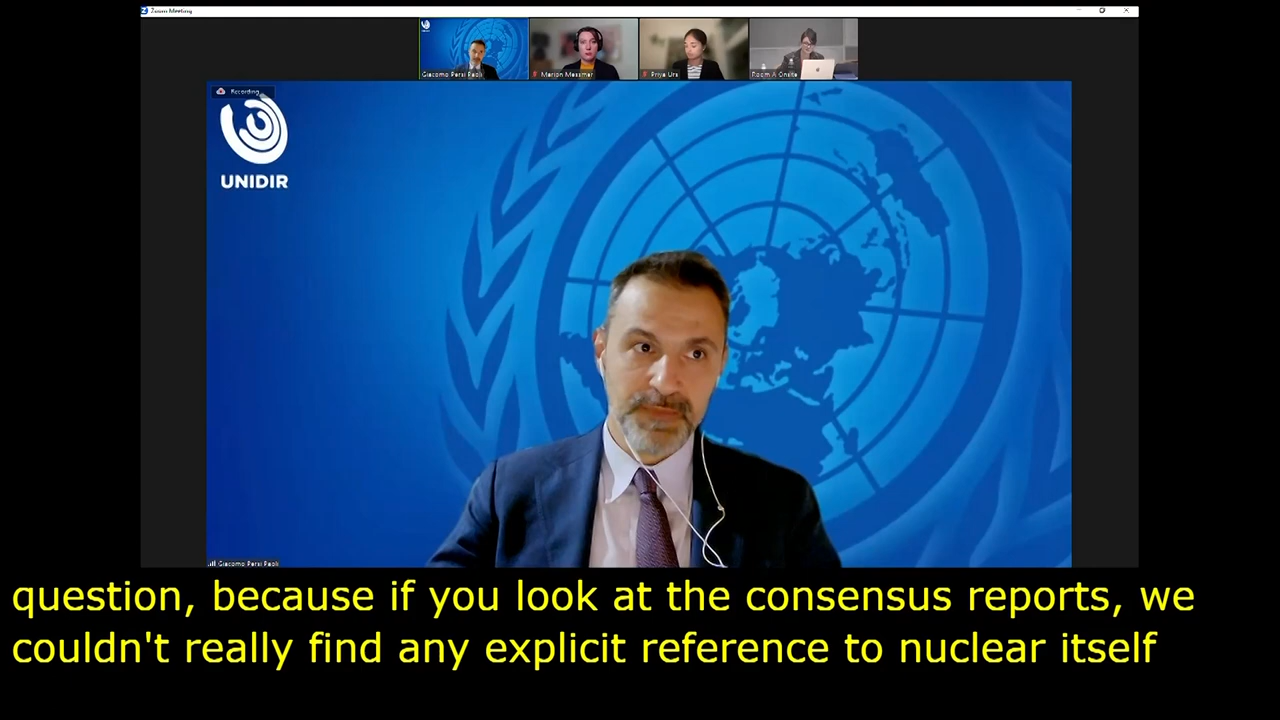 Zoom Meeting
UNIDIR
Giacomo Persi Paoli
Marion Messmer
Priya Urs
Room A Onsite
Recording...
UNIDIR
Giacomo Persi Paoli
question, because if you look at the consensus reports, we
couldn't really find any explicit reference to nuclear itself